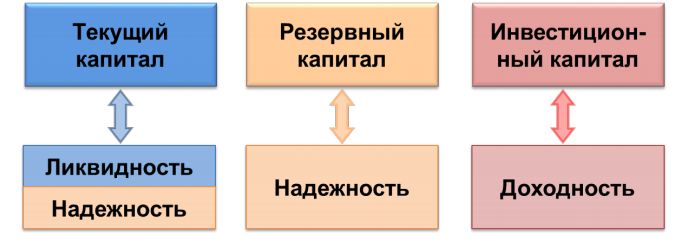 Текущий
капитал
Резервный
капитал
Инвестицион-
ный капитал
Ликвидность
Надежность
Надежность
Доходность